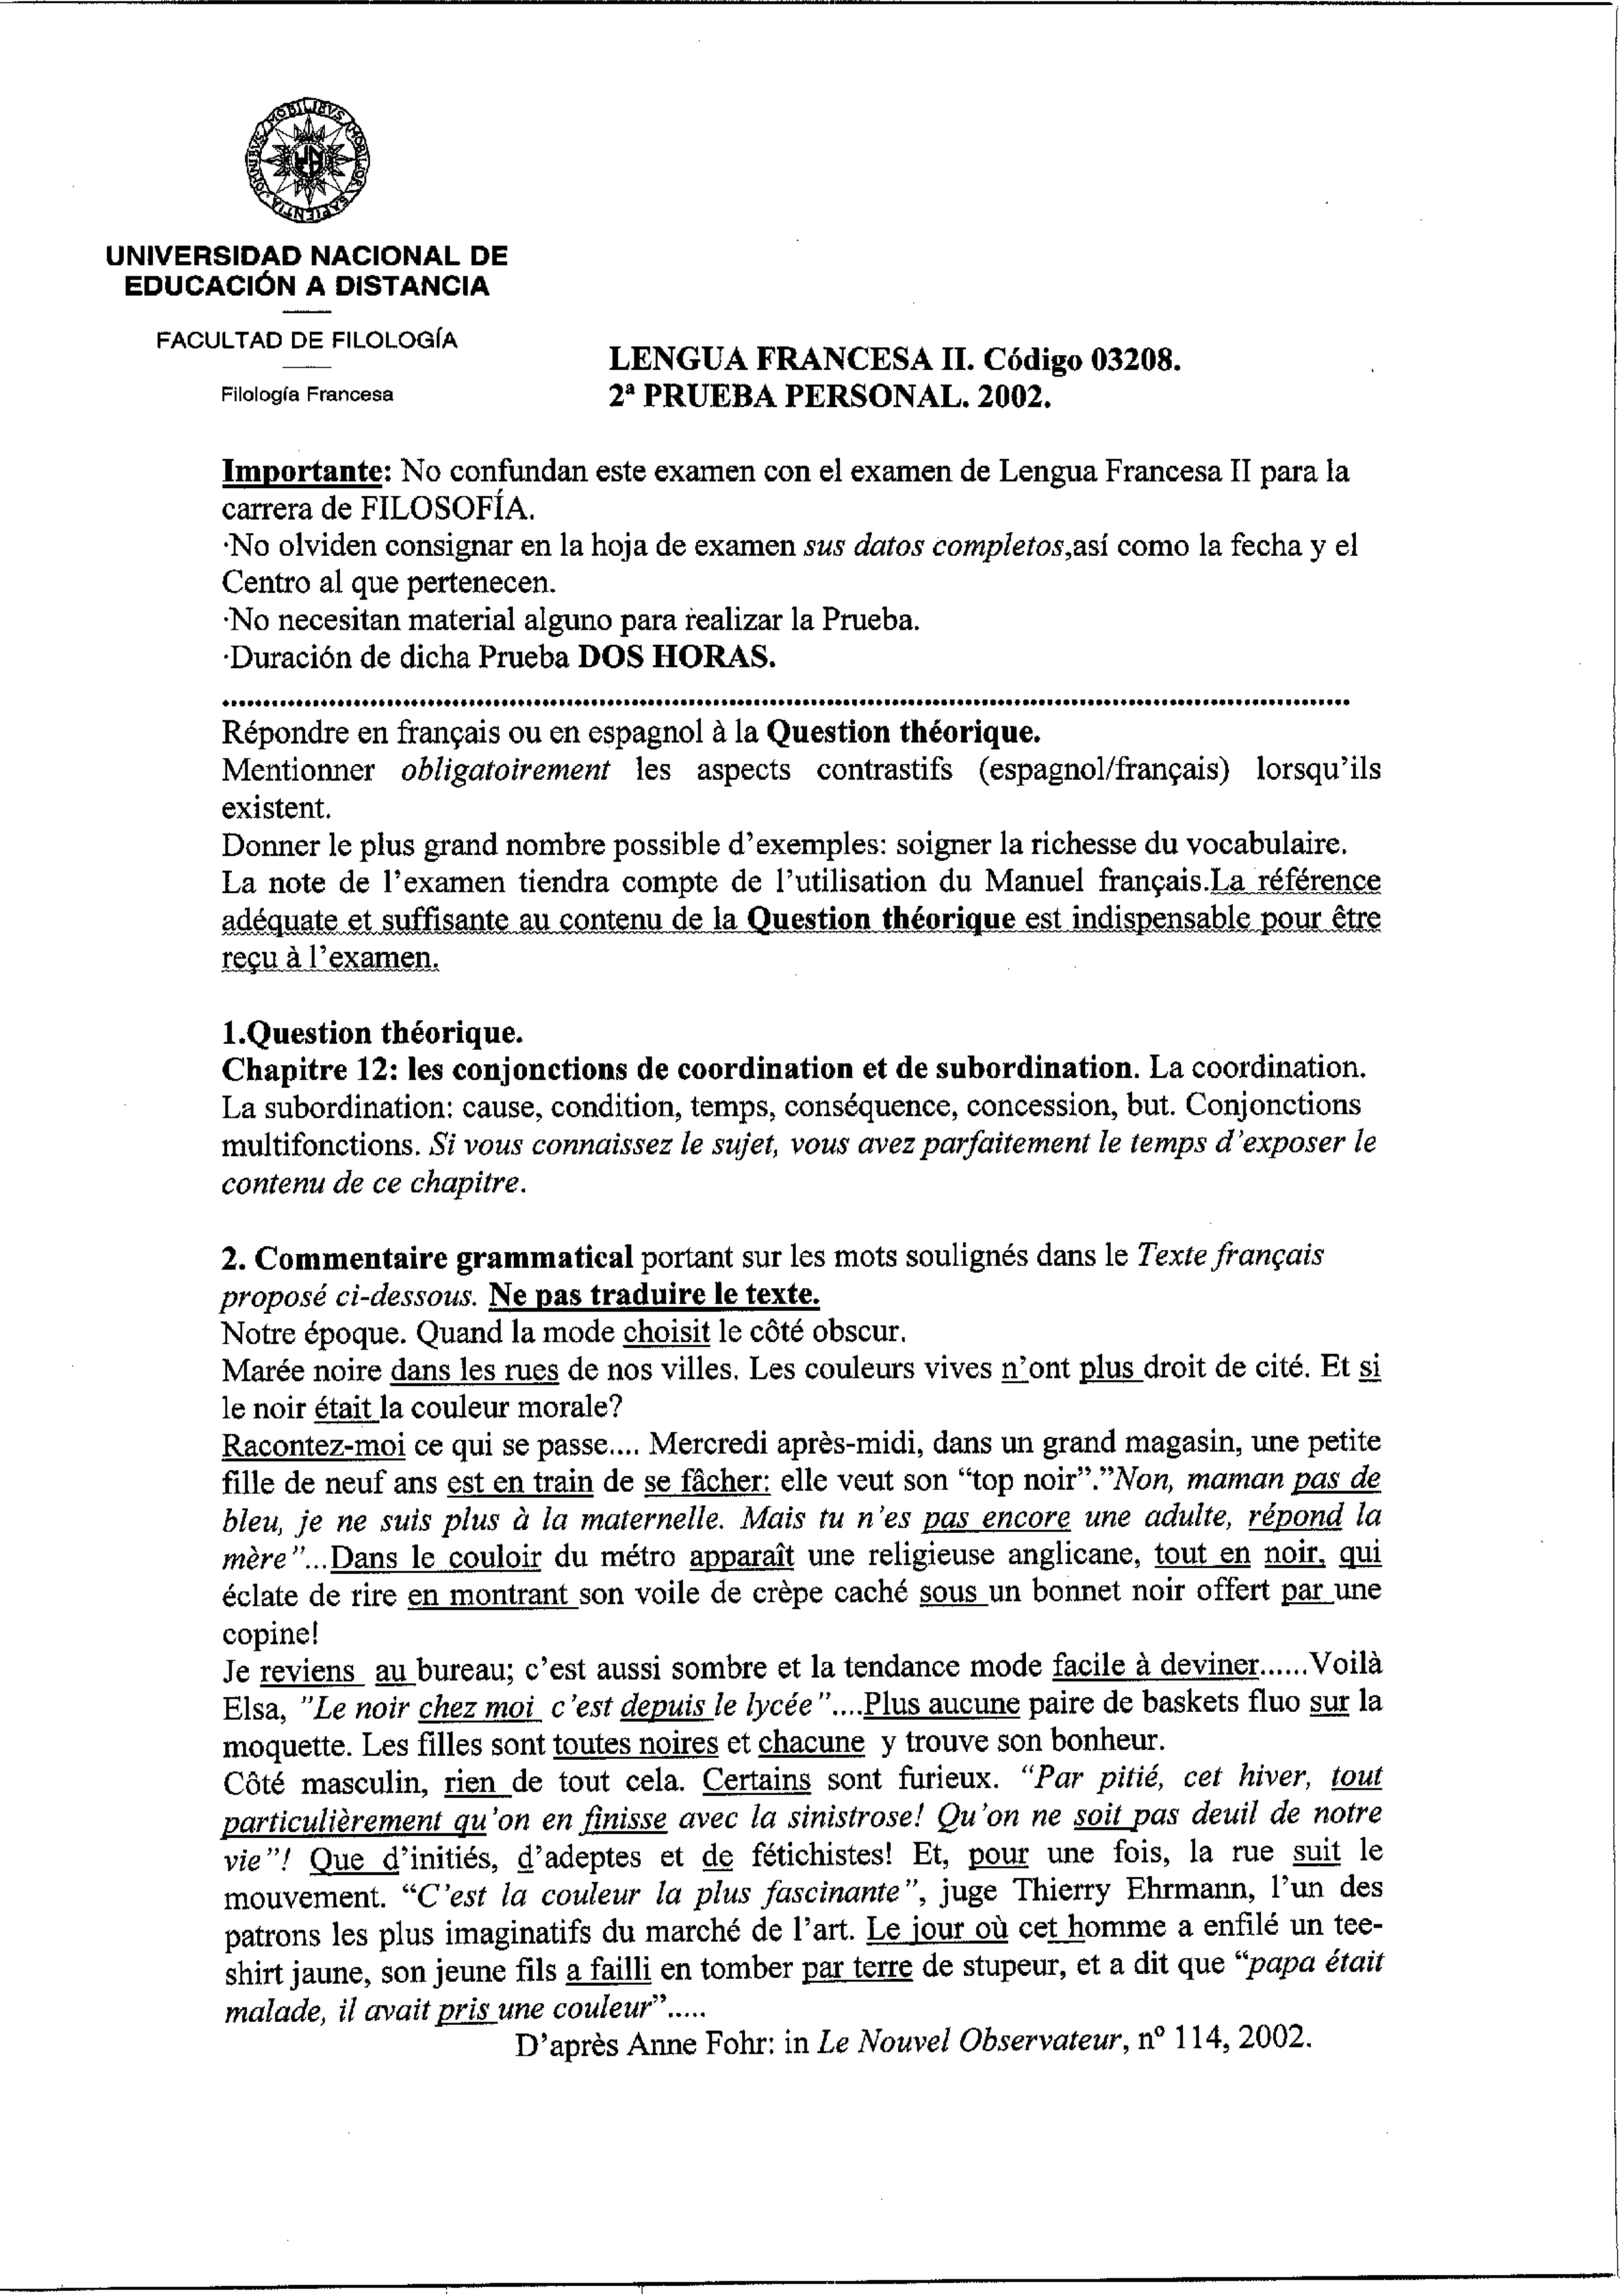 OMNIBVS MOBILIBVS MOBILIOR SAPIENTIA
UNIVERSIDAD NACIONAL DE
EDUCACIÓN A DISTANCIA
FACULTAD DE FILOLOGÍA
Filología Francesa
LENGUA FRANCESA II. Código 03208.
2ª PRUEBA PERSONAL. 2002.
Importante: No confundan este examen con el examen de Lengua Francesa II para la
carrera de FILOSOFÍA.
·No olviden consignar en la hoja de examen sus datos completos,así como la fecha y el
Centro al que pertenecen.
·No necesitan material alguno para realizar la Prueba.
·Duración de dicha Prueba DOS HORAS.
Répondre en français ou en espagnol à la Question théorique.
Mentionner obligatoirement les aspects contrastifs (espagnol/français) lorsqu'ils
existent.
Donner le plus grand nombre possible d'exemples: soigner la richesse du vocabulaire.
La note de l'examen tiendra compte de l'utilisation du Manuel français.La référence
adéquate et suffisante au contenu de la Question théorique est indispensable pour être
reçu à l'examen.
1.Question théorique.
Chapitre 12: les conjonctions de coordination et de subordination. La coordination.
La subordination: cause, condition, temps, conséquence, concession, but. Conjonctions
multifonctions. Si vous connaissez le sujet, vous avez parfaitement le temps d'exposer le
contenu de ce chapitre.
2. Commentaire grammatical portant sur les mots soulignés dans le Texte français
proposé ci-dessous. Ne pas traduire le texte.
Notre époque. Quand la mode choisit le côté obscur.
Marée noire dans les rues de nos villes. Les couleurs vives n'ont plus droit de cité. Et si
le noir était la couleur morale?
Racontez-moi ce qui se passe.... Mercredi après-midi, dans un grand magasin, une petite
fille de neuf ans est en train de se fâcher: elle veut son "top noir"."Non, maman pas de
bleu, je ne suis plus à la maternelle. Mais tu n'es pas encore une adulte, répond la
mère"...Dans le couloir du métro apparaît une religieuse anglicane, tout en noir, qui
éclate de rire en montrant son voile de crèpe caché sous un bonnet noir offert par une
copine!
Je reviens au bureau; c'est aussi sombre et la tendance mode facile à deviner......Voilà
Elsa, "Le noir chez moi c'est depuis le lycée"....Plus aucune paire de baskets fluo sur la
moquette. Les filles sont toutes noires et chacune y trouve son bonheur.
Côté masculin, rien de tout cela. Certains sont furieux. "Par pitié, cet hiver, tout
particulièrement qu'on en finisse avec la sinistrose! Qu'on ne soit pas deuil de notre
vie"! Que d'initiés, d'adeptes et de fétichistes! Et, pour une fois, la rue suit le
mouvement. "C'est la couleur la plus fascinante", juge Thierry Ehrmann, l'un des
patrons les plus imaginatifs du marché de l'art. Le jour où cet homme a enfilé un tee-
shirt jaune, son jeune fils a failli en tomber par terre de stupeur, et a dit que "papa était
malade, il avait pris une couleur".....
D'après Anne Fohr: in Le Nouvel Observateur, nº 114, 2002.